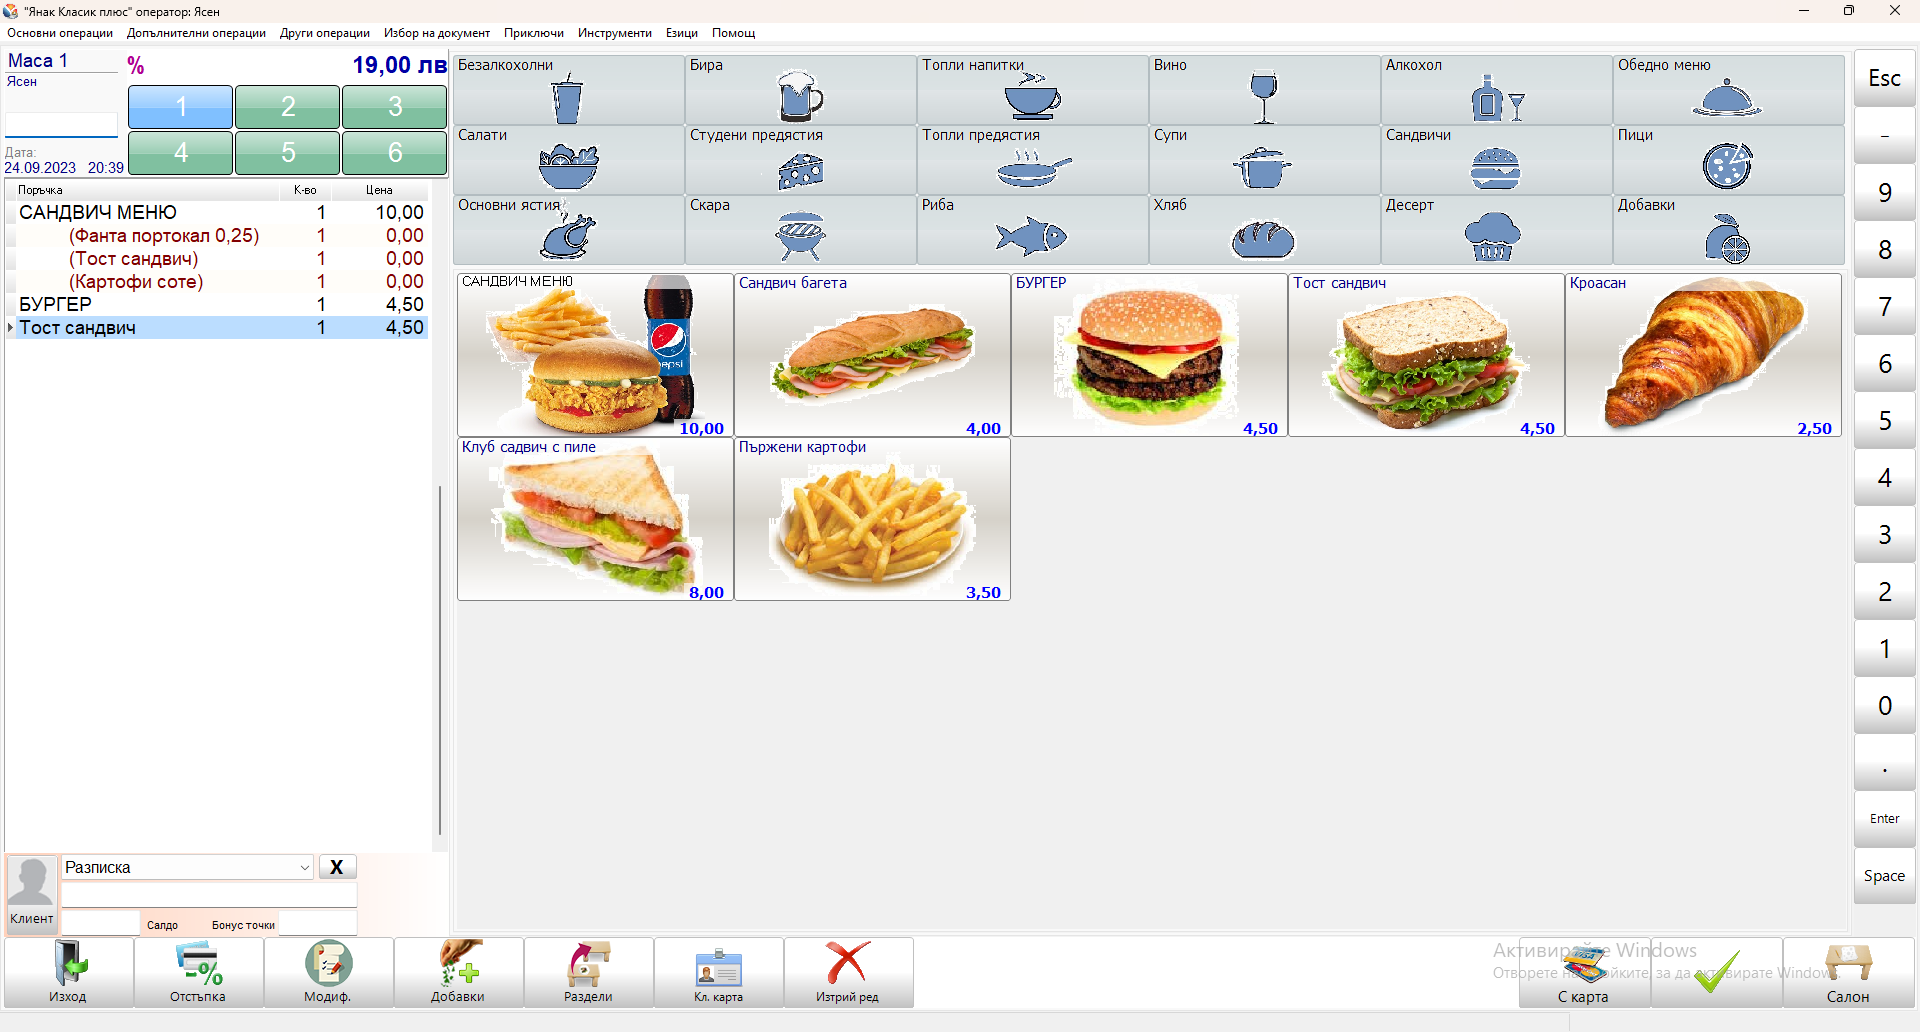 "Янак Класик плюс" оператор: Ясен
Основни операции Допълнителни операции Други операции Избор на документ Приключи Инструменти Езици Помощ
Маса 1
%
19,00 лв
Ясен
1 2 3
4 5 6
Дата:
24.09.2023 20:39
Поръчка К-во Цена
САНДВИЧ МЕНЮ 1 10,00
(Фанта портокал 0,25) 1 0,00
(Тост сандвич) 1 0,00
(Картофи соте) 1 0,00
БУРГЕР 1 4,50
Тост сандвич 1 4,50
Безалкохолни Бира Топли напитки Вино Алкохол Обедно меню
Салати Студени предястия Топли предястия Супи Сандвичи Пици
Основни ястия Скара Риба Хляб Десерт Добавки
САНДВИЧ МЕНЮ Сандвич багета БУРГЕР Тост сандвич Кроасан
pepsi
10,00 4,00 4,50 4,50 2,50
Клуб садвич с пиле Пържени картофи
8,00 3,50
Esc
-
9
8
7
6
5
4
3
2
1
0
.
Enter
Space
Клиент
Разписка
X
Салдо Бонус точки
Изход Отстъпка Модиф. Добавки Раздели Кл. карта Изтрий ред
С карта Салон
VISA
Активирайте Windows
Отворете настройките, за да активирате Windows.